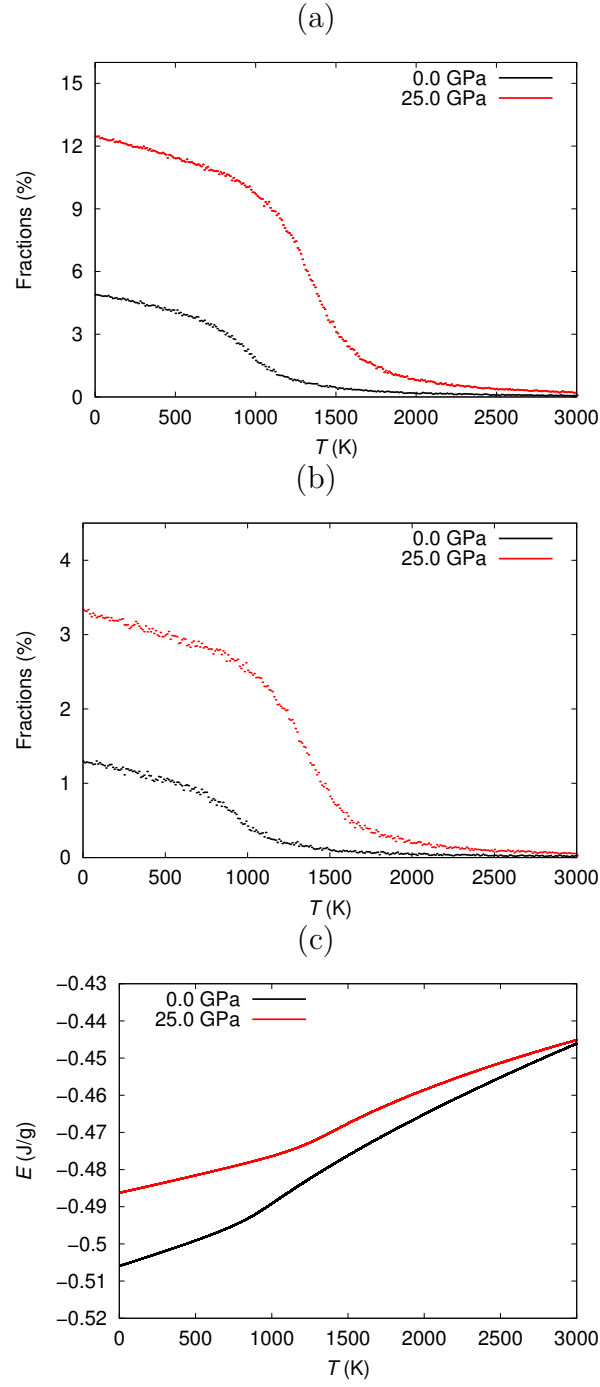 (a)
15
12
9
6
3
0
Fractions (%)
0.0 GPa
25.0 GPa
0 500 1000 1500 2000 2500 3000
T (K)
(b)
4
3
2
1
0
Fractions (%)
0.0 GPa
25.0 GPa
0 500 1000 1500 2000 2500 3000
T (K)
(c)
−0.43
−0.44
−0.45
−0.46
−0.47
−0.48
−0.49
−0.5
−0.51
−0.52
E (J/g)
0.0 GPa
25.0 GPa
0 500 1000 1500 2000 2500 3000
T (K)